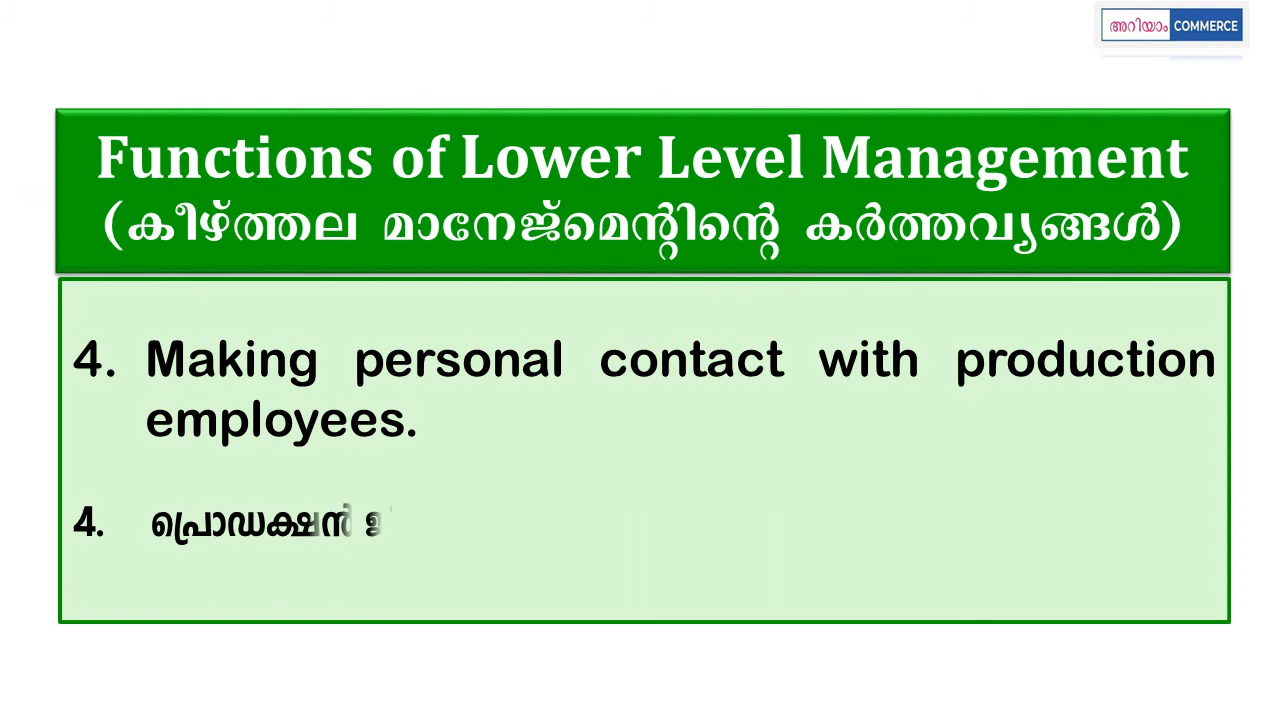 അറിയാം COMMERCE
Functions of Lower Level Management
(കീഴ്ത്തല മാനേജ്മെന്റിന്റെ കർത്തവ്യങ്ങൾ)
4. Making personal contact with production
employees.
4. പ്രൊഡക്ഷൻ